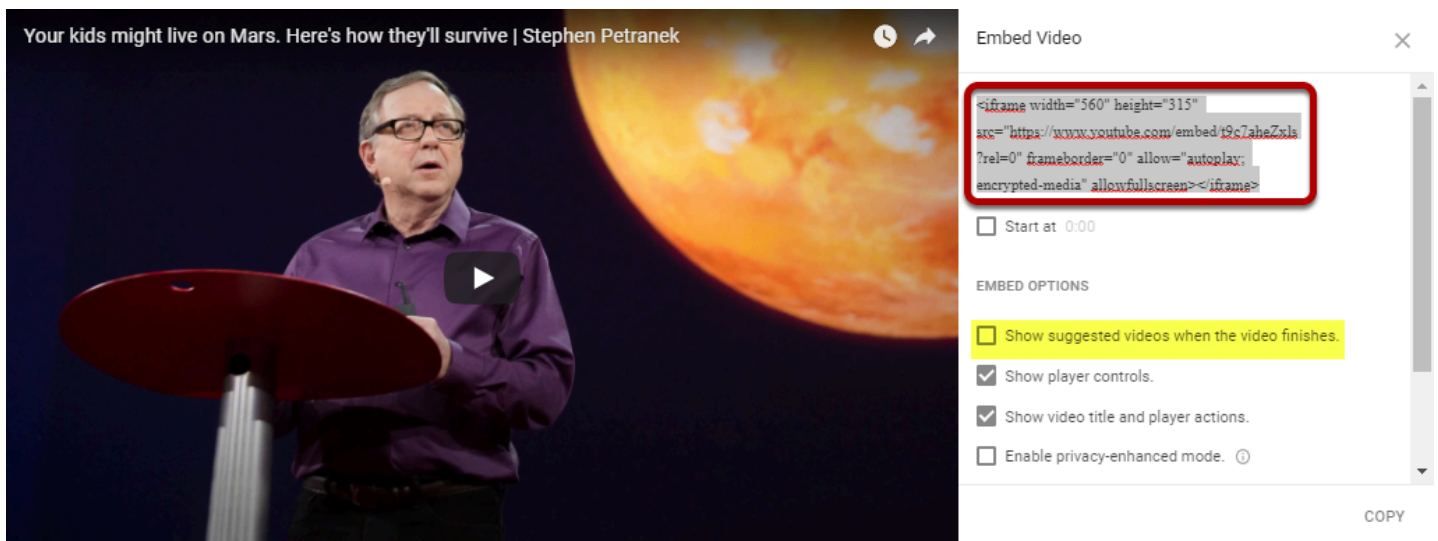 Your kids might live on Mars. Here's how they'll survive | Stephen Petranek
Embed Video
<iframe width="560" height="315"
src="https://www.youtube.com/embed/t9c7aheZxls
?rel=0" frameborder="0" allow="autoplay;
encrypted-media" allowfullscreen></iframe>
Start at 0:00
EMBED OPTIONS
Show suggested videos when the video finishes.
Show player controls.
Show video title and player actions.
Enable privacy-enhanced mode.
COPY